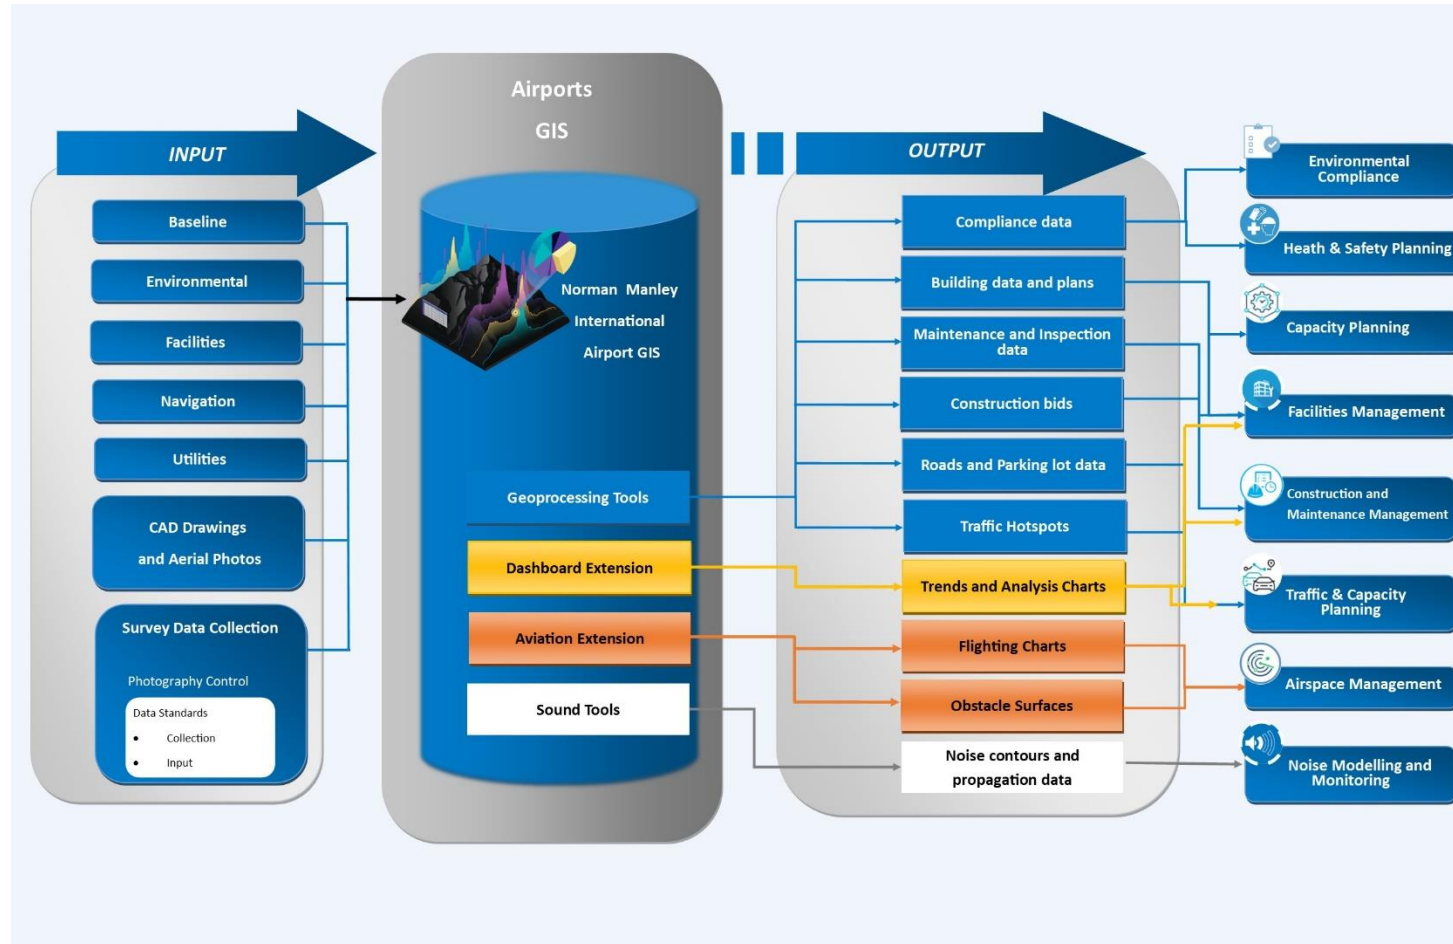 INPUT
Baseline
Environmental
Facilities
Navigation
Utilities
CAD Drawings
and Aerial Photos
Survey Data Collection
Photography Control
Data Standards
• Collection
• Input
Airports
GIS
Norman Manley
International
Airport GIS
Geoprocessing Tools
Dashboard Extension
Aviation Extension
Sound Tools
OUTPUT
Compliance data
Building data and plans
Maintenance and Inspection
data
Construction bids
Roads and Parking lot data
Traffic Hotspots
Trends and Analysis Charts
Flighting Charts
Obstacle Surfaces
Noise contours and
propagation data
Environmental
Compliance
Heath & Safety Planning
Capacity Planning
Facilities Management
Construction and
Maintenance Management
Traffic & Capacity
Planning
Airspace Management
Noise Modelling and
Monitoring